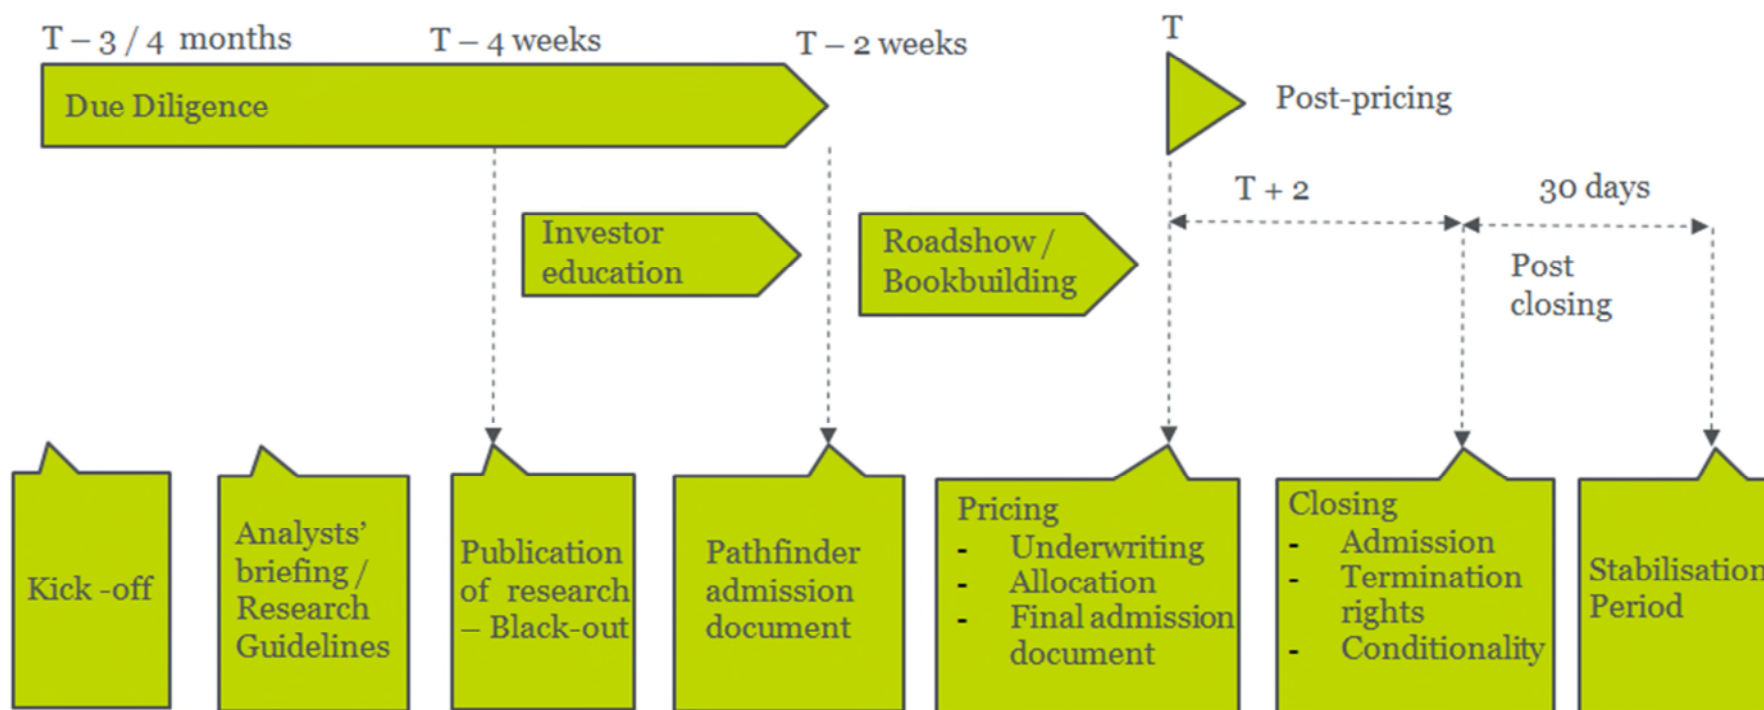 T – 3 / 4 months
T – 4 weeks
T – 2 weeks
T
Due Diligence
Post-pricing
T + 2
30 days
Investor
education
Roadshow /
Bookbuilding
Post
closing
Kick -off
Analysts’
briefing /
Research
Guidelines
Publication
of research
– Black-out
Pathfinder
admission
document
Pricing
- Underwriting
- Allocation
- Final admission
document
Closing
- Admission
- Termination
rights
- Conditionality
Stabilisation
Period